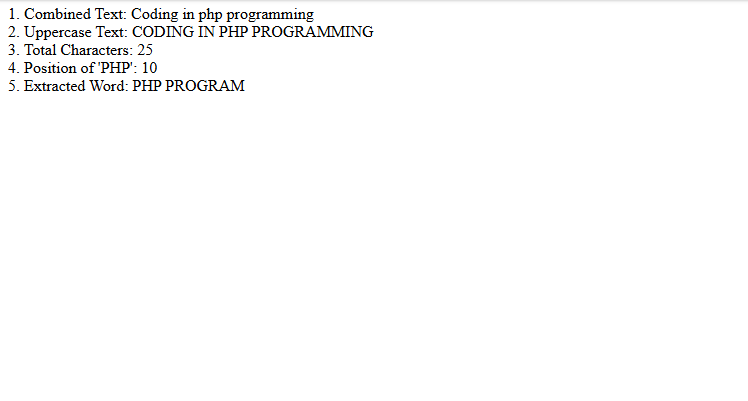 1. Combined Text: Coding in php programming
2. Uppercase Text: CODING IN PHP PROGRAMMING
3. Total Characters: 25
4. Position of 'PHP': 10
5. Extracted Word: PHP PROGRAM